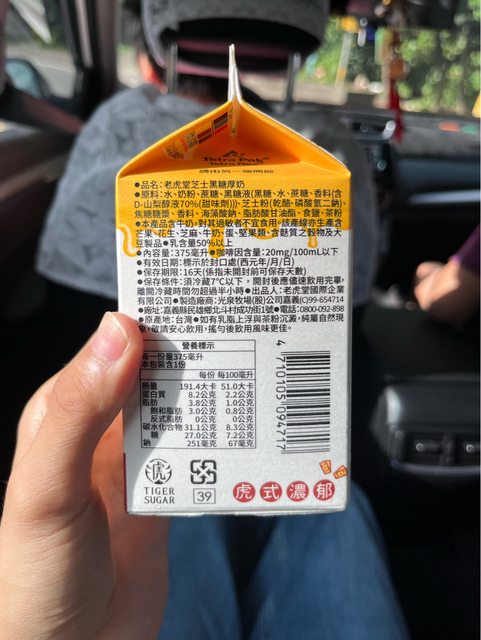 Tetra Pak®
請由另一端開啟
●品名:老虎堂芝士黑糖厚奶
●原料:水、奶粉、蔗糖、黑糖液(黑糖、水、蔗糖、香料(含
D-山梨醇液70%(甜味劑)))、芝士粉(乾酪、磷酸氫二鈉)、
焦糖糖漿、香料、海藻酸鈉、脂肪酸甘油酯、食鹽、茶粉
●本產品含牛奶,對其過敏者不宜食用。該產線亦生產含
芒果、花生、芝麻、牛奶、蛋、堅果類、含麩質之穀物及大
豆製品●乳含量50%以上
●內容量:375毫升●咖啡因含量:20mg/100mL以下
●有效日期:標示於封口處(西元年/月/日)
●保存期限:16天(係指未開封前可保存天數)
●保存條件:須冷藏7°C以下,開封後應儘速飲用完畢,
離開冷藏時間勿超過半小時●出品人:老虎堂國際企業
有限公司●製造廠商:光泉牧場(股)公司嘉義(C)99-654714
●廠址:嘉義縣民雄鄉北斗村成功街1號●電話:0800-092-898
●原產地:台灣●如有乳脂上浮與茶粉沉澱,純屬自然現
象,敬請安心飲用,搖勻後飲用風味更佳。
營養標示
每一份量375毫升
本包裝含1份
每份 每100毫升
熱量 191.4大卡 51.0大卡
蛋白質 8.2公克 2.2公克
脂肪 3.8公克 1.0公克
飽和脂肪 3.0公克 0.8公克
反式脂肪 0公克 0公克
碳水化合物 31.1公克 8.3公克
糖 27.0公克 7.2公克
鈉 251毫克 67毫克
4 710105 094717
虎
TIGER
SUGAR
39
虎式濃郁